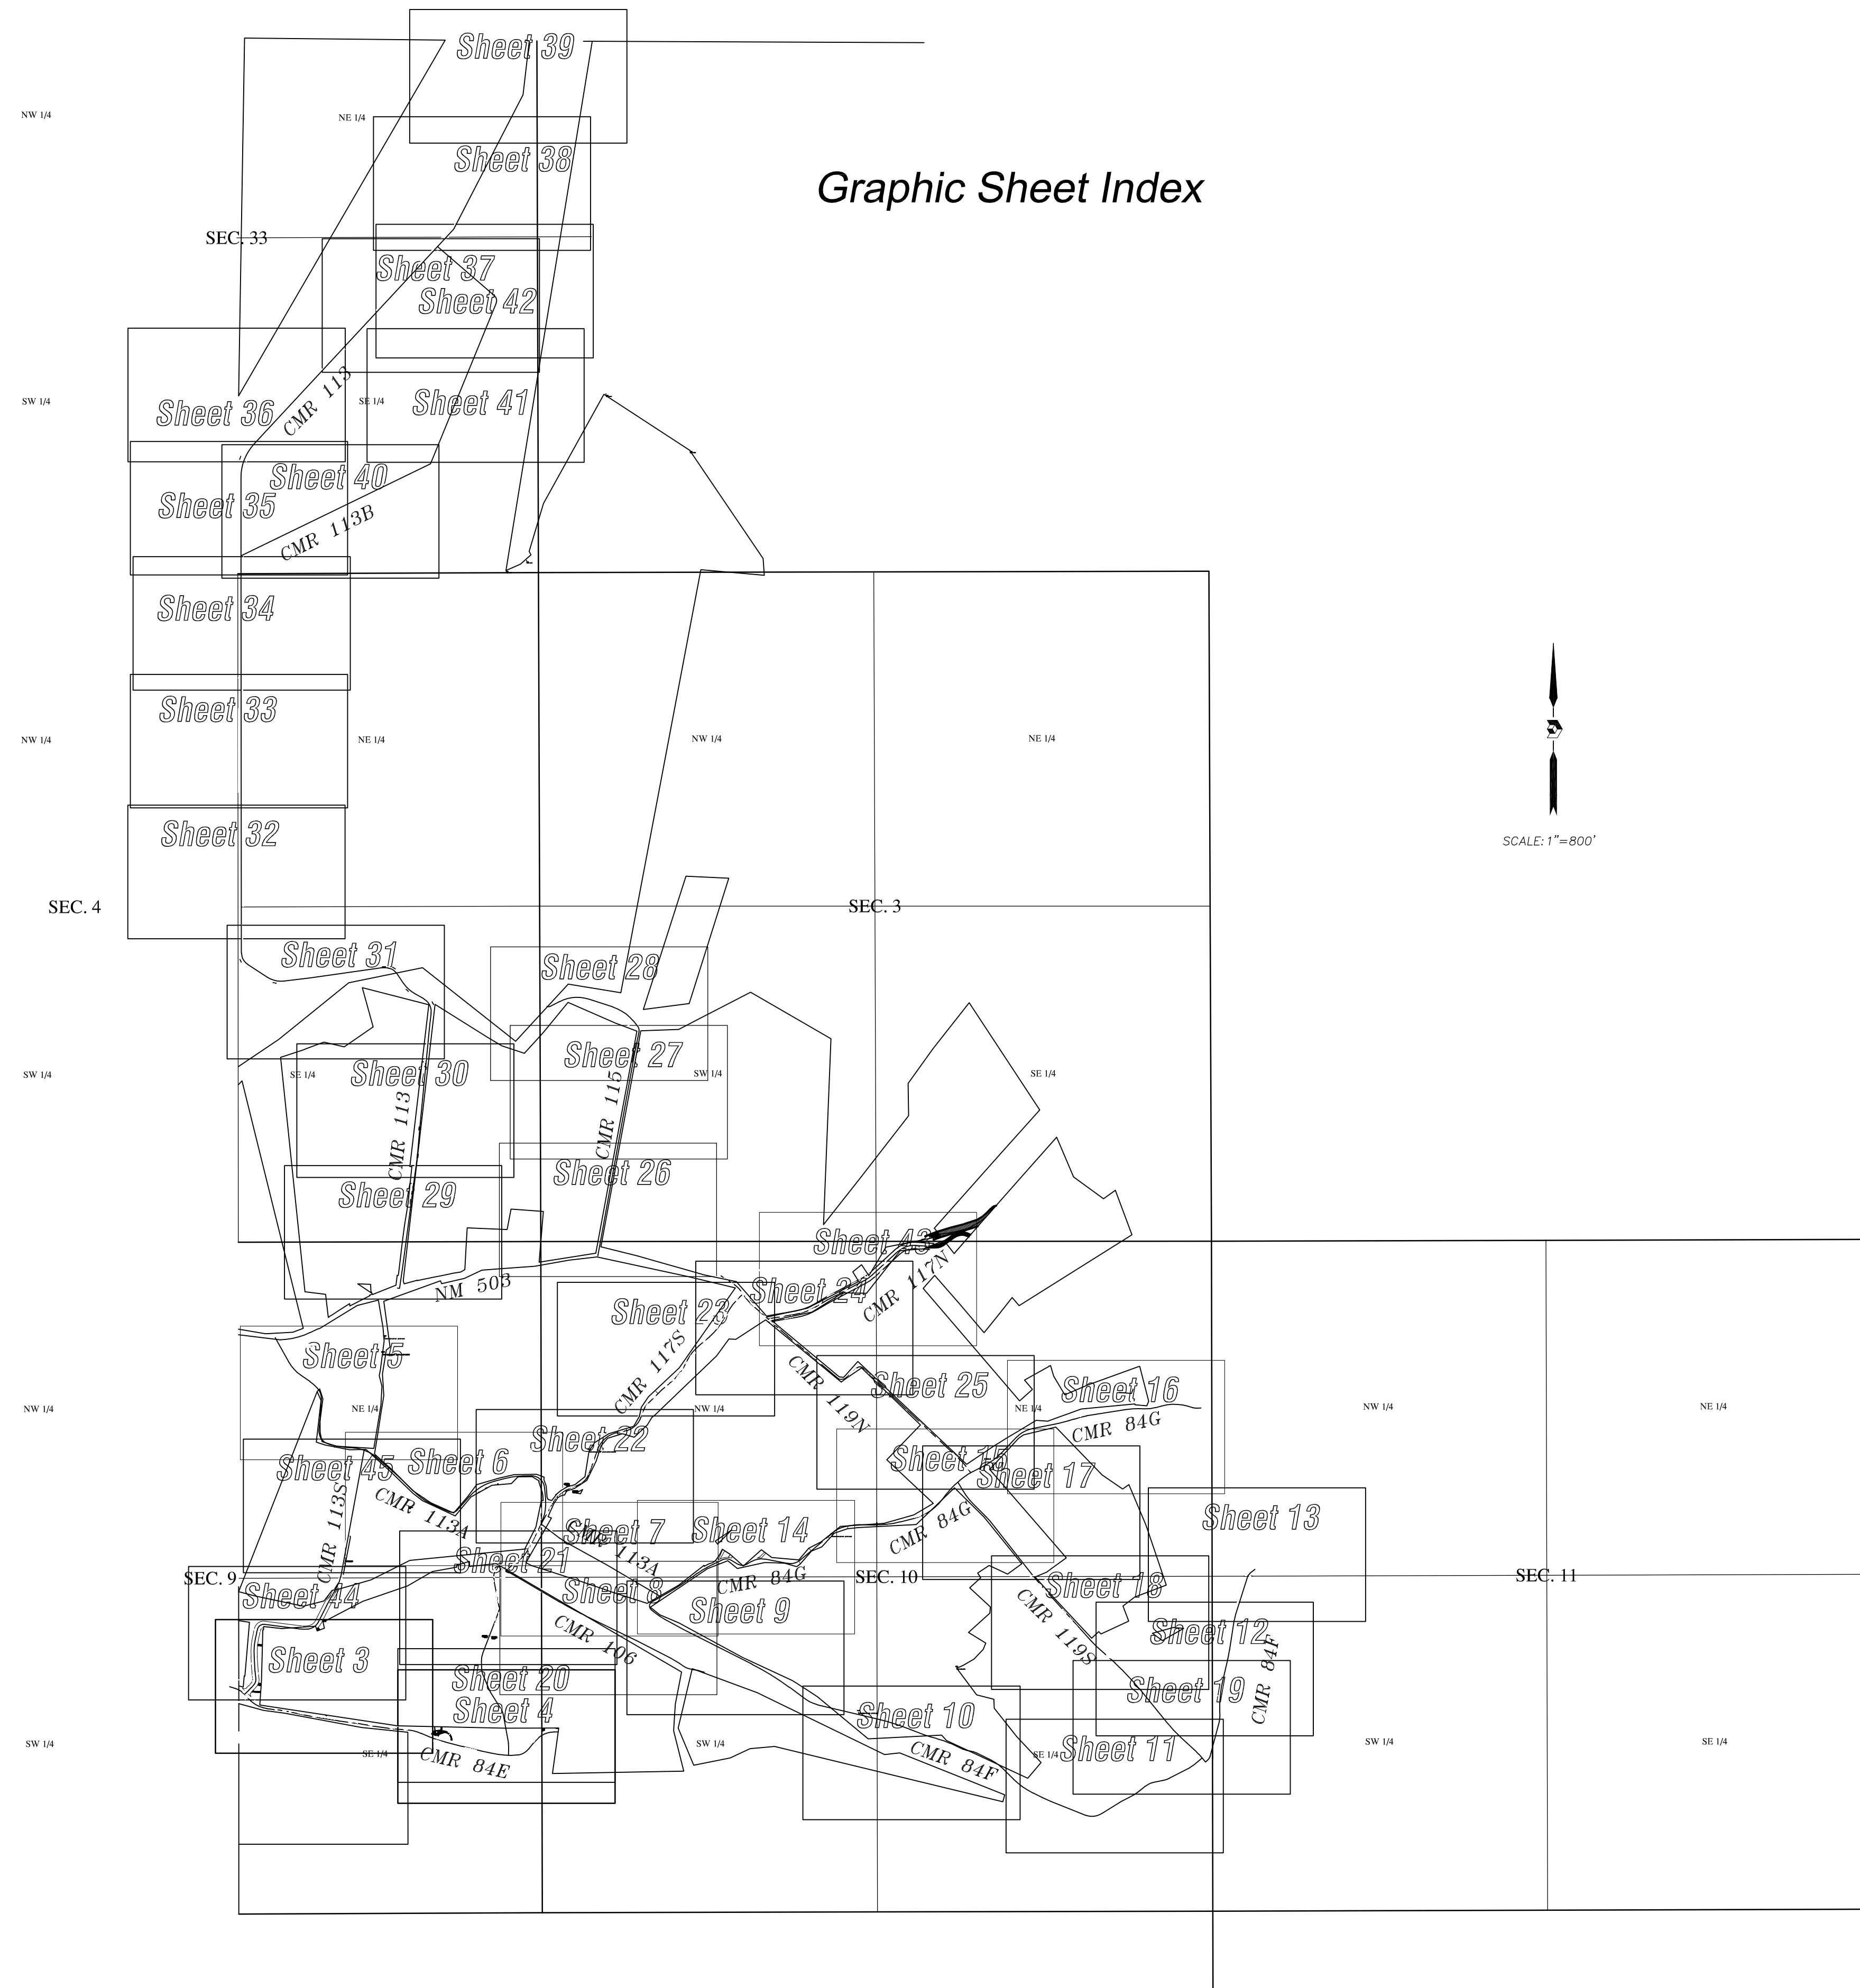 Sheet 39
NW 1/4
NE 1/4
Sheet 38
Graphic Sheet Index
SEC. 33
Sheet 37
Sheet 42
CMR 113
SW 1/4
SE 1/4
Sheet 41
Sheet 36
Sheet 40
Sheet 35
CMR 113B
Sheet 34
Sheet 33
NW 1/4
NE 1/4
NW 1/4
NE 1/4
Sheet 32
SCALE: 1"=800'
SEC. 4
SEC. 3
Sheet 31
Sheet 28
Sheet 27
SW 1/4
SE 1/4
Sheet 30
SW 1/4
SE 1/4
CMR 113
CMR 115
Sheet 26
Sheet 29
Sheet 43
NM 503
Sheet 24
CMR 117N
Sheet 23
Sheet 5
CMR 117S
CMR 119N
Sheet 25
Sheet 16
NW 1/4
NE 1/4
NW 1/4
NE 1/4
NW 1/4
NE 1/4
CMR 84G
Sheet 22
Sheet 45
Sheet 6
Sheet 15
Sheet 17
CMR 113S
CMR 113A
Sheet 7
CMR 113A
Sheet 14
CMR 84G
Sheet 13
Sheet 21
SEC. 9
Sheet 44
Sheet 8
CMR 84G
SEC. 10
Sheet 18
SEC. 11
Sheet 9
CMR 106
CMR 119S
Sheet 12
Sheet 3
CMR 84F
Sheet 20
Sheet 4
Sheet 19
Sheet 10
SW 1/4
SE 1/4
CMR 84E
SW 1/4
CMR 84F
SE 1/4
Sheet 11
SW 1/4
SE 1/4